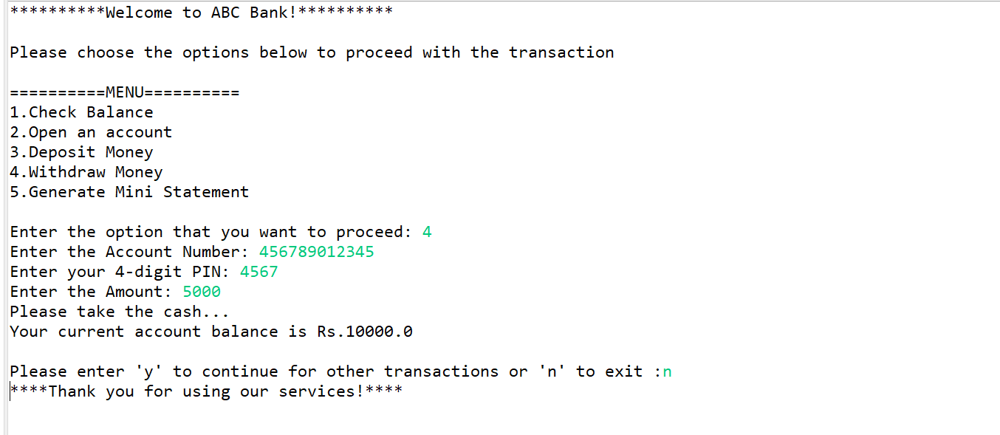 **********Welcome to ABC Bank!**********
Please choose the options below to proceed with the transaction
==========MENU==========
1.Check Balance
2.Open an account
3.Deposit Money
4.Withdraw Money
5.Generate Mini Statement
Enter the option that you want to proceed: 4
Enter the Account Number: 456789012345
Enter your 4-digit PIN: 4567
Enter the Amount: 5000
Please take the cash...
Your current account balance is Rs.10000.0
Please enter 'y' to continue for other transactions or 'n' to exit :n
****Thank you for using our services!****